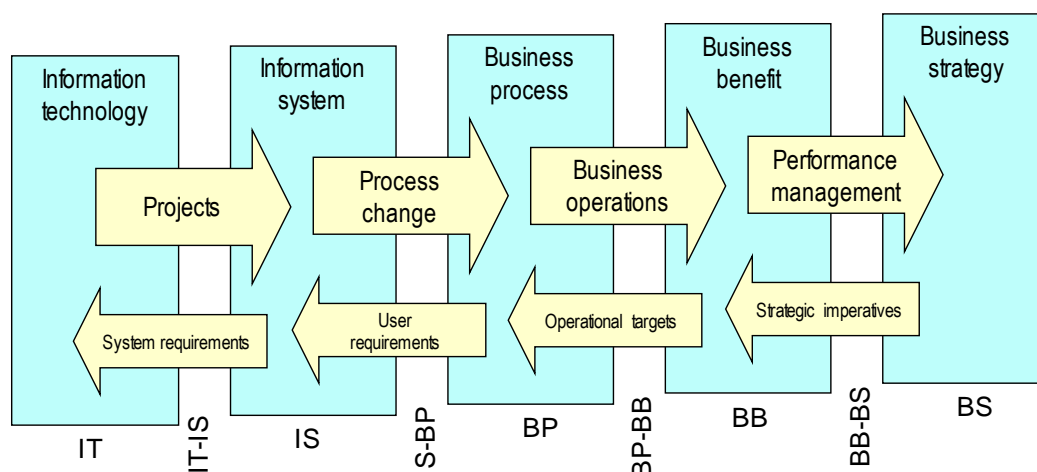 Information
technology
Information
system
Business
process
Business
benefit
Business
strategy
Projects
Process
change
Business
operations
Performance
management
System requirements
User
requirements
Operational targets
Strategic imperatives
IT
IT-IS
IS
S-BP
BP
BP-BB
BB
BB-BS
BS